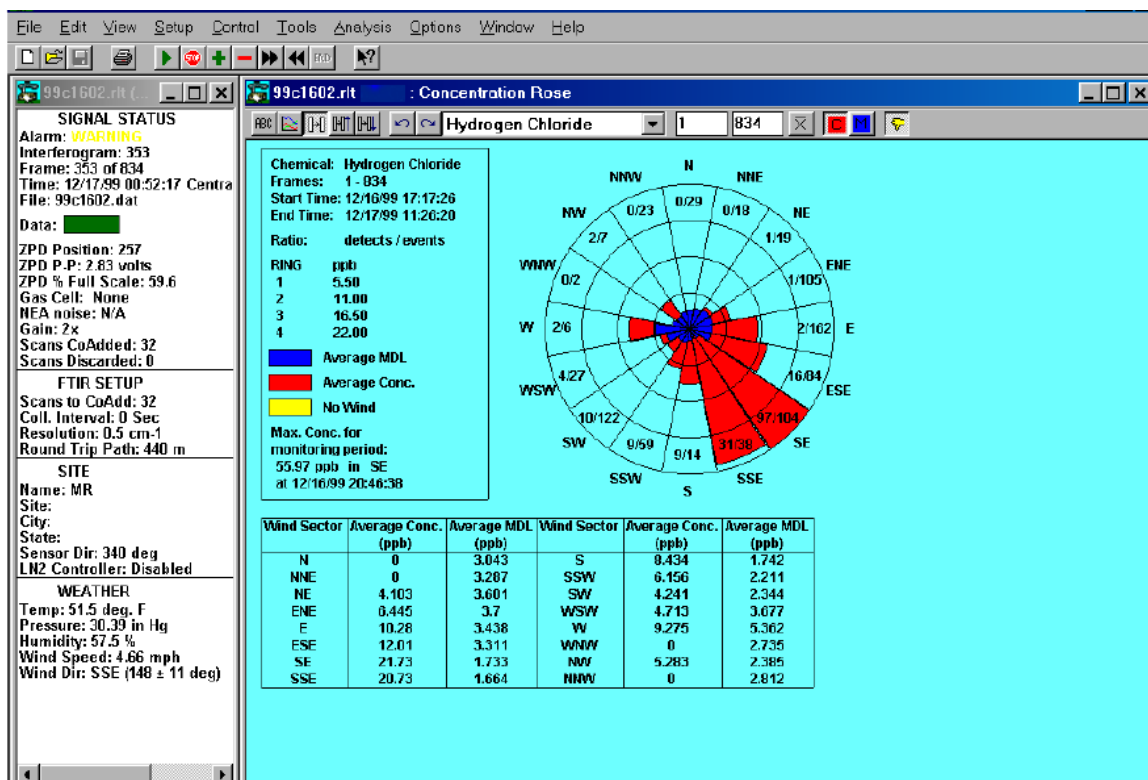 File Edit View Setup Control Tools Analysis Options Window Help
STOP END
99c1602.rlt (...
SIGNAL STATUS
Alarm: WARNING
Interferogram: 353
Frame: 353 of 834
Time: 12/17/99 00:52:17 Centra
File: 99c1602.dat
Data:
ZPD Position: 257
ZPD P-P: 2.83 volts
ZPD % Full Scale: 59.6
Gas Cell: None
NEA noise: N/A
Gain: 2x
Scans CoAdded: 32
Scans Discarded: 0
FTIR SETUP
Scans to CoAdd: 32
Coll. Interval: 0 Sec
Resolution: 0.5 cm-1
Round Trip Path: 440 m
SITE
Name: MR
Site:
City:
State:
Sensor Dir: 340 deg
LN2 Controller: Disabled
WEATHER
Temp: 51.5 deg. F
Pressure: 30.39 in Hg
Humidity: 57.5 %
Wind Speed: 4.66 mph
Wind Dir: SSE (148 ± 11 deg)
99c1602.rlt : Concentration Rose
ABC Hydrogen Chloride 1 834 X C M
Chemical: Hydrogen Chloride
Frames: 1 - 834
Start Time: 12/16/99 17:17:26
End Time: 12/17/99 11:26:20
Ratio: detects / events
RING ppb
1 5.50
2 11.00
3 16.50
4 22.00
Average MDL
Average Conc.
No Wind
Max. Conc. for
monitoring period:
55.97 ppb in SE
at 12/16/99 20:46:38
N
NNW NNE
NW NE
WNW ENE
W E
WSW ESE
SW SE
SSW SSE
S
0/29
0/23 0/18
2/7 1/19
0/2 1/105
2/6 2/162
4/27 16/84
10/122 97/104
9/59 31/38
9/14
Wind Sector Average Conc. Average MDL Wind Sector Average Conc. Average MDL
(ppb) (ppb) (ppb) (ppb)
N 0 3.043 S 8.434 1.742
NNE 0 3.287 SSW 6.156 2.211
NE 4.103 3.601 SW 4.241 2.344
ENE 6.445 3.7 WSW 4.713 3.677
E 10.28 3.438 W 9.275 5.362
ESE 12.01 3.311 WNW 0 2.735
SE 21.73 1.733 NW 5.283 2.385
SSE 20.73 1.664 NNW 0 2.812